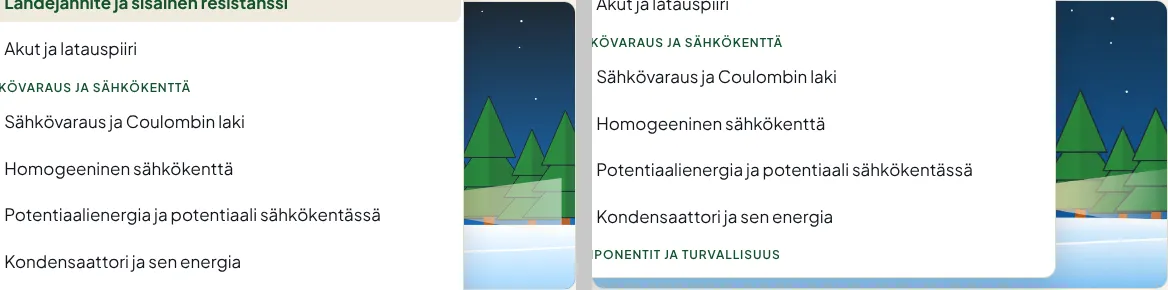 Lähdejännite ja sisäinen resistanssi
Akut ja latauspiiri
KÖVARAUS JA SÄHKÖKENTTÄ
Sähkövaraus ja Coulombin laki
Homogeeninen sähkökenttä
Potentiaalienergia ja potentiaali sähkökentässä
Kondensaattori ja sen energia
Akut ja latauspiiri
KÖVARAUS JA SÄHKÖKENTTÄ
Sähkövaraus ja Coulombin laki
Homogeeninen sähkökenttä
Potentiaalienergia ja potentiaali sähkökentässä
Kondensaattori ja sen energia
PONENTIT JA TURVALLISUUS